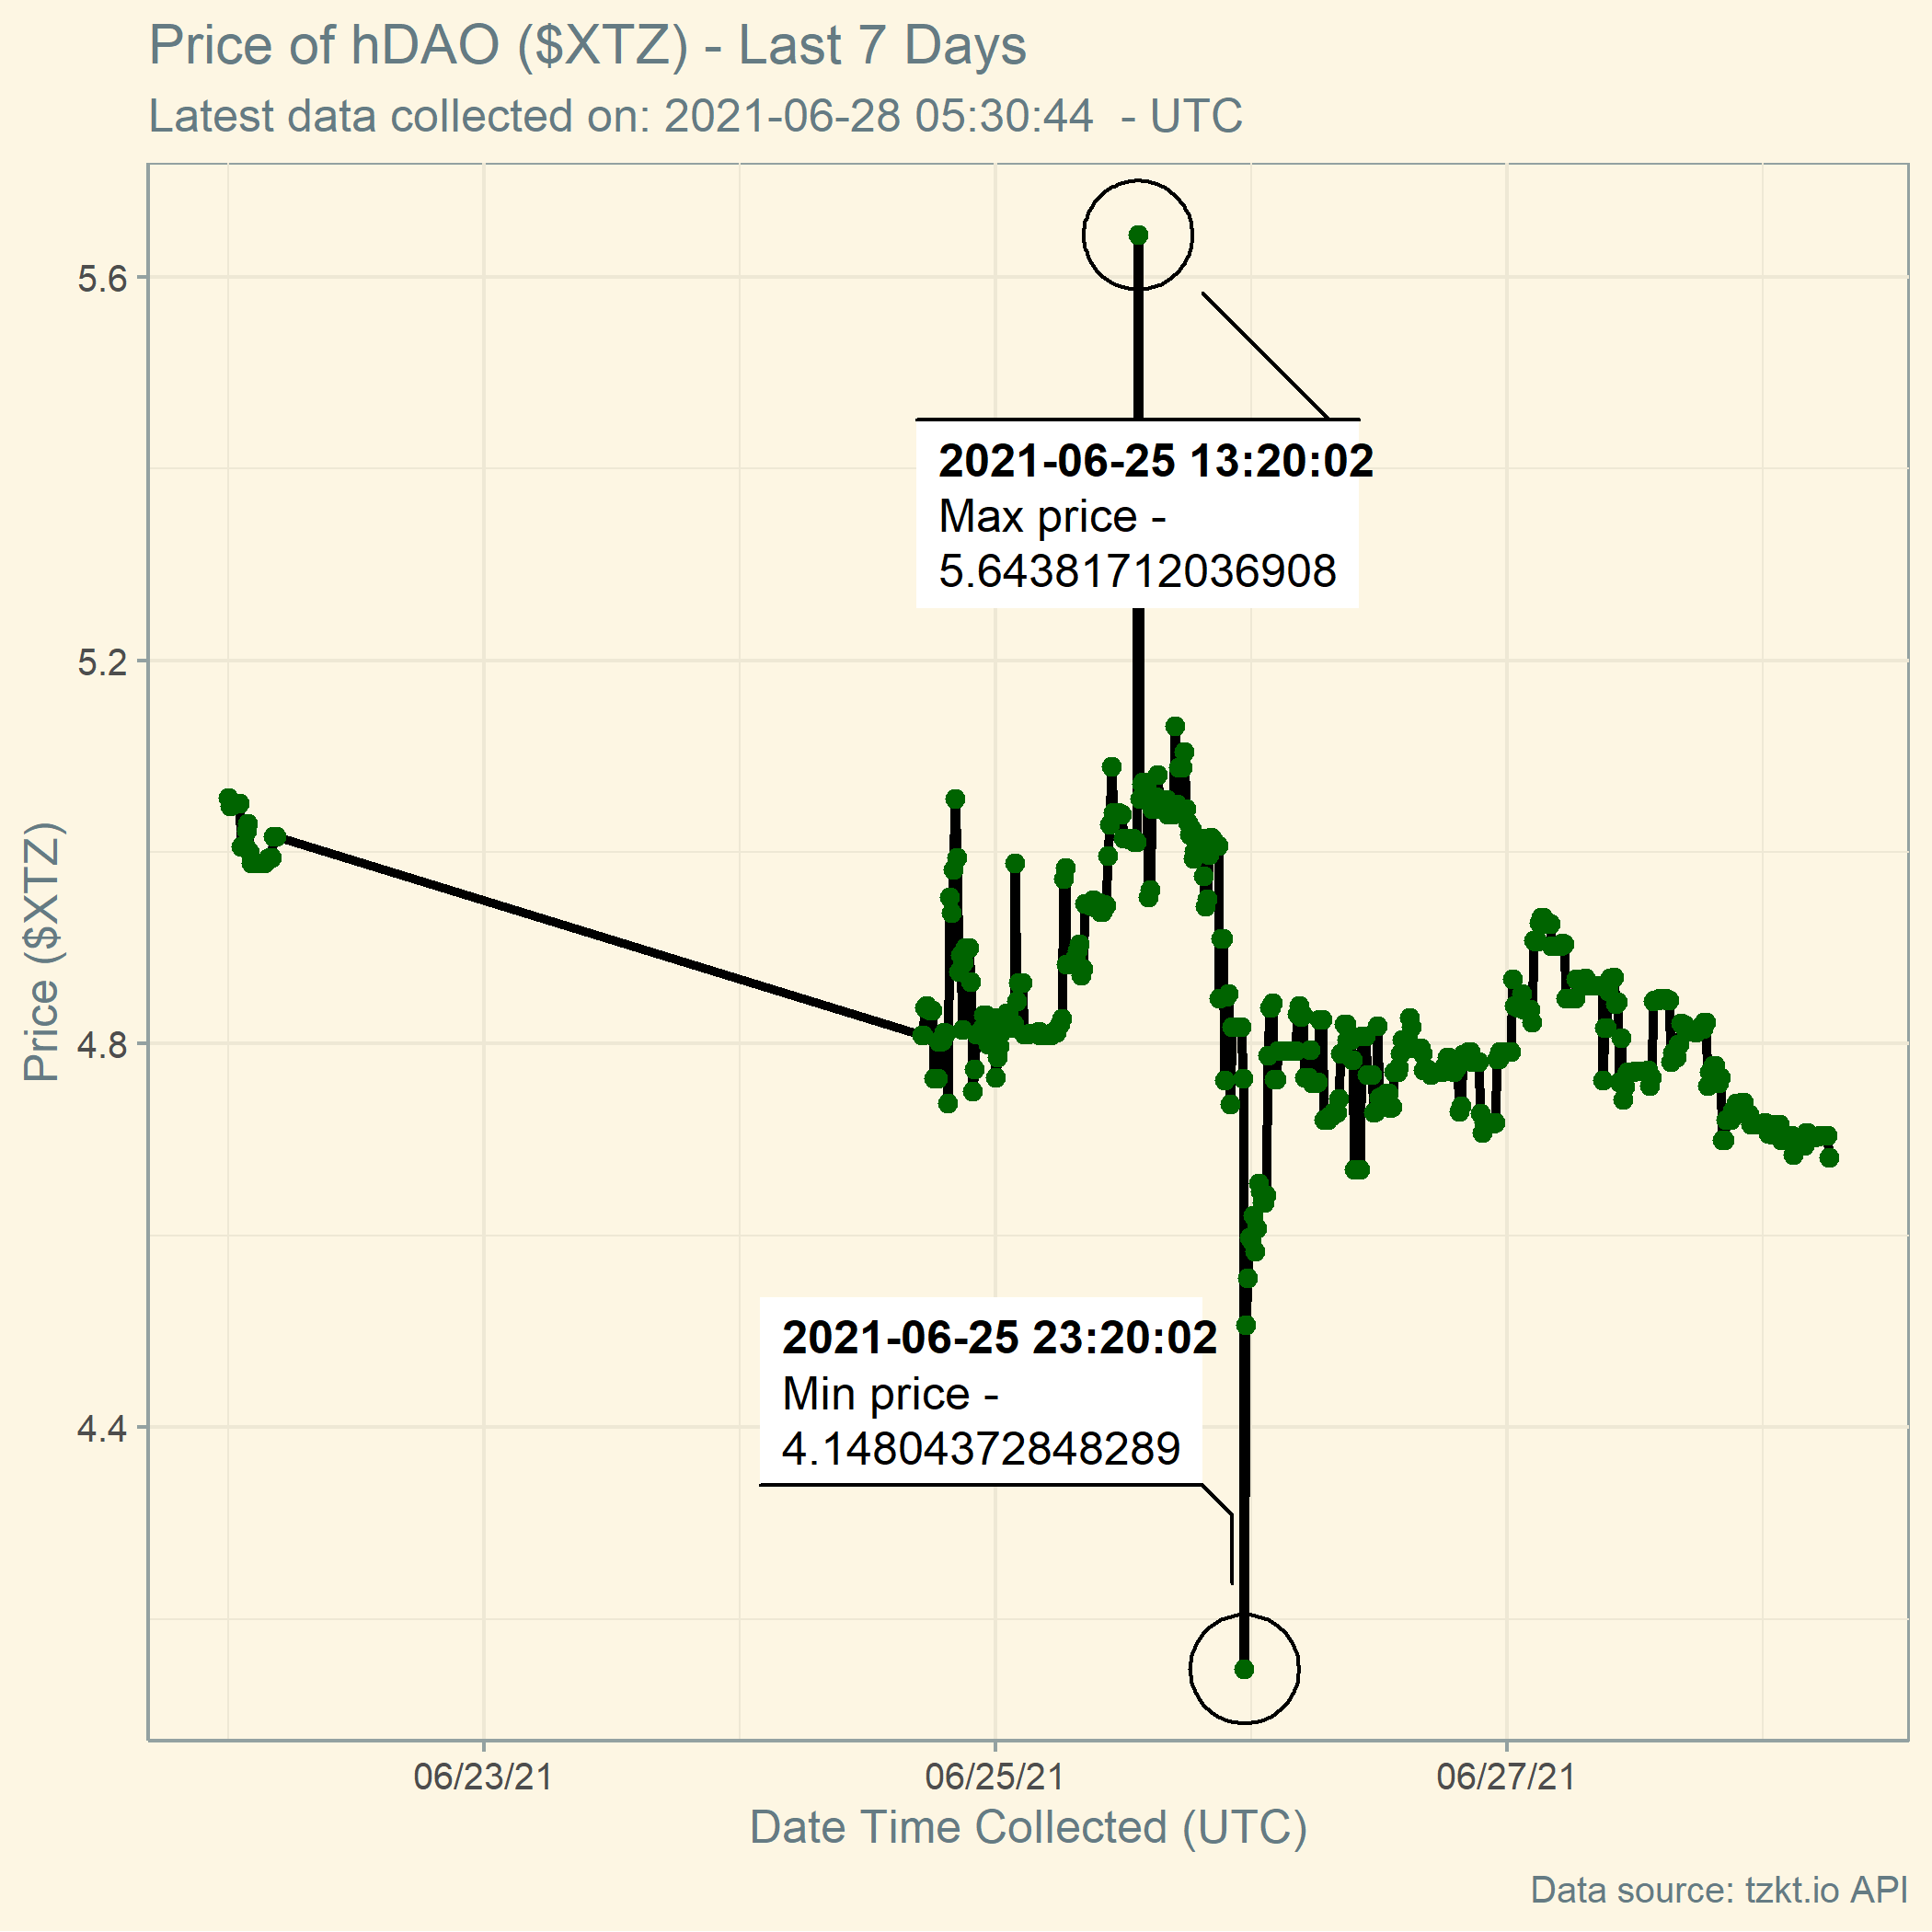 Price of hDAO ($XTZ) - Last 7 Days
Latest data collected on: 2021-06-28 05:30:44  - UTC
5.6
2021-06-25 13:20:02
Max price -
5.64381712036908
5.2
Price ($XTZ)
4.8
2021-06-25 23:20:02
Min price -
4.14804372848289
4.4
06/23/21
06/25/21
06/27/21
Date Time Collected (UTC)
Data source: tzkt.io API